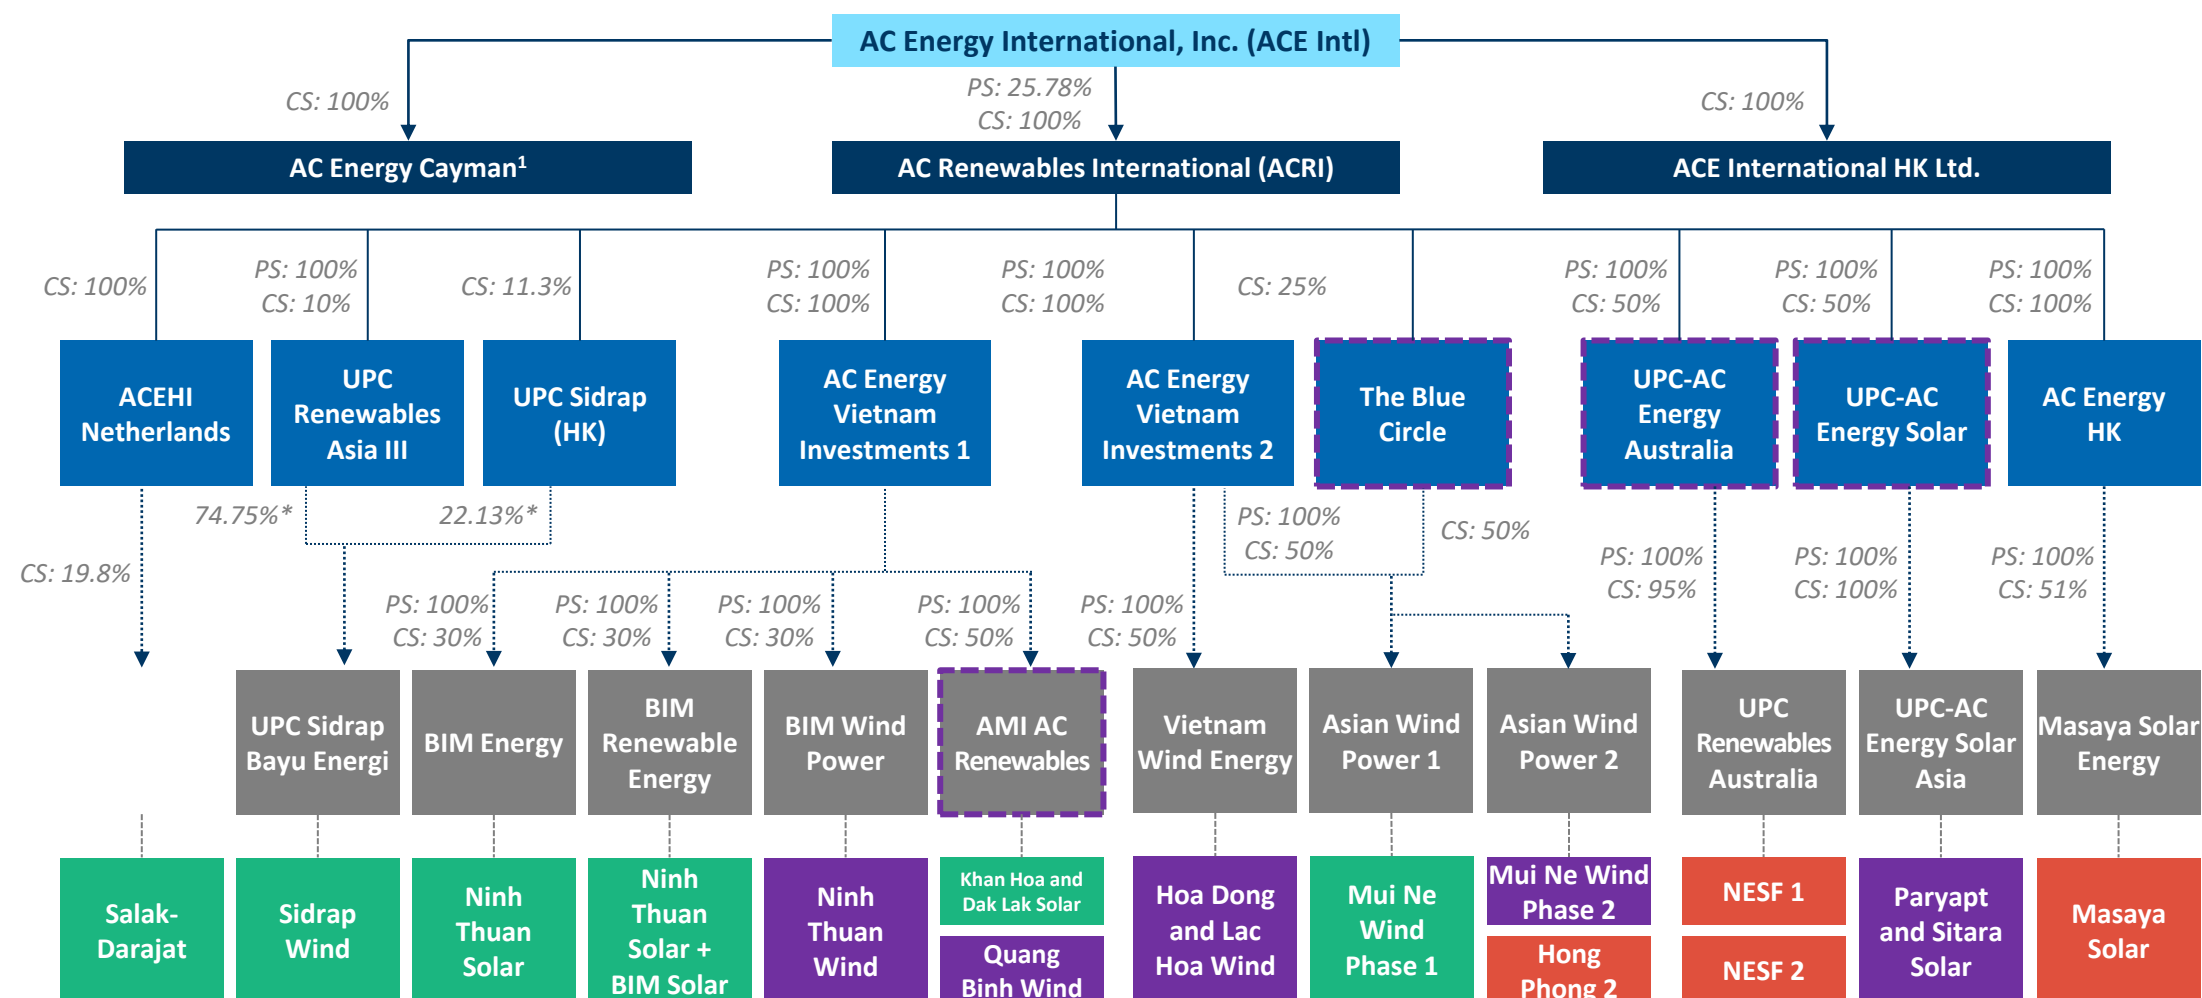 AC Energy International, Inc. (ACE Intl)
CS: 100%
PS: 25.78%
CS: 100%
CS: 100%
AC Energy Cayman¹
AC Renewables International (ACRI)
ACE International HK Ltd.
CS: 100%
PS: 100%
CS: 10%
CS: 11.3%
PS: 100%
CS: 100%
PS: 100%
CS: 100%
CS: 25%
PS: 100%
CS: 50%
PS: 100%
CS: 50%
PS: 100%
CS: 100%
ACEHI
Netherlands
UPC
Renewables
Asia III
UPC Sidrap
(HK)
AC Energy
Vietnam
Investments 1
AC Energy
Vietnam
Investments 2
The Blue
Circle
UPC-AC
Energy
Australia
UPC-AC
Energy Solar
AC Energy
HK
CS: 19.8%
74.75%*
22.13%*
PS: 100%
CS: 30%
PS: 100%
CS: 30%
PS: 100%
CS: 30%
PS: 100%
CS: 50%
PS: 100%
CS: 50%
PS: 100%
CS: 50%
CS: 50%
PS: 100%
CS: 95%
PS: 100%
CS: 100%
PS: 100%
CS: 51%
UPC Sidrap
Bayu Energi
BIM Energy
BIM
Renewable
Energy
BIM Wind
Power
AMI AC
Renewables
Vietnam
Wind Energy
Asian Wind
Power 1
Asian Wind
Power 2
UPC
Renewables
Australia
UPC-AC
Energy Solar
Asia
Masaya Solar
Energy
Salak-
Darajat
Sidrap
Wind
Ninh
Thuan
Solar
Ninh
Thuan
Solar +
BIM Solar
Ninh
Thuan
Wind
Khan Hoa and
Dak Lak Solar
Quang
Binh Wind
Hoa Dong
and Lac
Hoa Wind
Mui Ne
Wind
Phase 1
Mui Ne Wind
Phase 2
Hong
Phong 2
NESF 1
NESF 2
Paryapt
and Sitara
Solar
Masaya
Solar